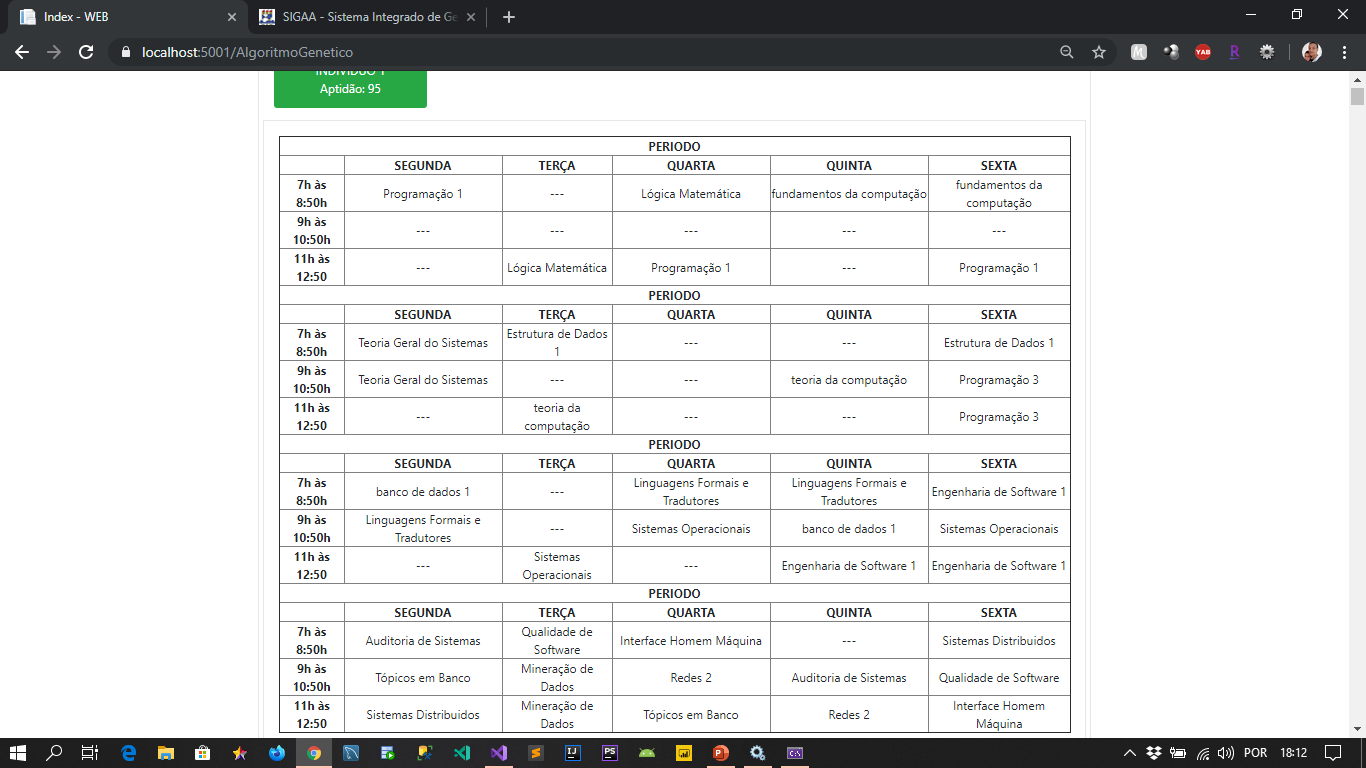 Index - WEB
SIGAA - Sistema Integrado de Ge
localhost:5001/AlgoritmoGenetico
INDIVIDUO 1
Aptidão: 95
PERIODO
SEGUNDA TERÇA QUARTA QUINTA SEXTA
7h às 8:50h Programação 1 --- Lógica Matemática fundamentos da computação fundamentos da computação
9h às 10:50h --- --- --- --- ---
11h às 12:50 --- Lógica Matemática Programação 1 --- Programação 1
PERIODO
SEGUNDA TERÇA QUARTA QUINTA SEXTA
7h às 8:50h Teoria Geral do Sistemas Estrutura de Dados 1 --- --- Estrutura de Dados 1
9h às 10:50h Teoria Geral do Sistemas --- --- teoria da computação Programação 3
11h às 12:50 --- teoria da computação --- --- Programação 3
PERIODO
SEGUNDA TERÇA QUARTA QUINTA SEXTA
7h às 8:50h banco de dados 1 --- Linguagens Formais e Tradutores Linguagens Formais e Tradutores Engenharia de Software 1
9h às 10:50h Linguagens Formais e Tradutores --- Sistemas Operacionais banco de dados 1 Sistemas Operacionais
11h às 12:50 --- Sistemas Operacionais --- Engenharia de Software 1 Engenharia de Software 1
PERIODO
SEGUNDA TERÇA QUARTA QUINTA SEXTA
7h às 8:50h Auditoria de Sistemas Qualidade de Software Interface Homem Máquina --- Sistemas Distribuidos
9h às 10:50h Tópicos em Banco Mineração de Dados Redes 2 Auditoria de Sistemas Qualidade de Software
11h às 12:50 Sistemas Distribuidos Mineração de Dados Tópicos em Banco Redes 2 Interface Homem Máquina
POR 18:12